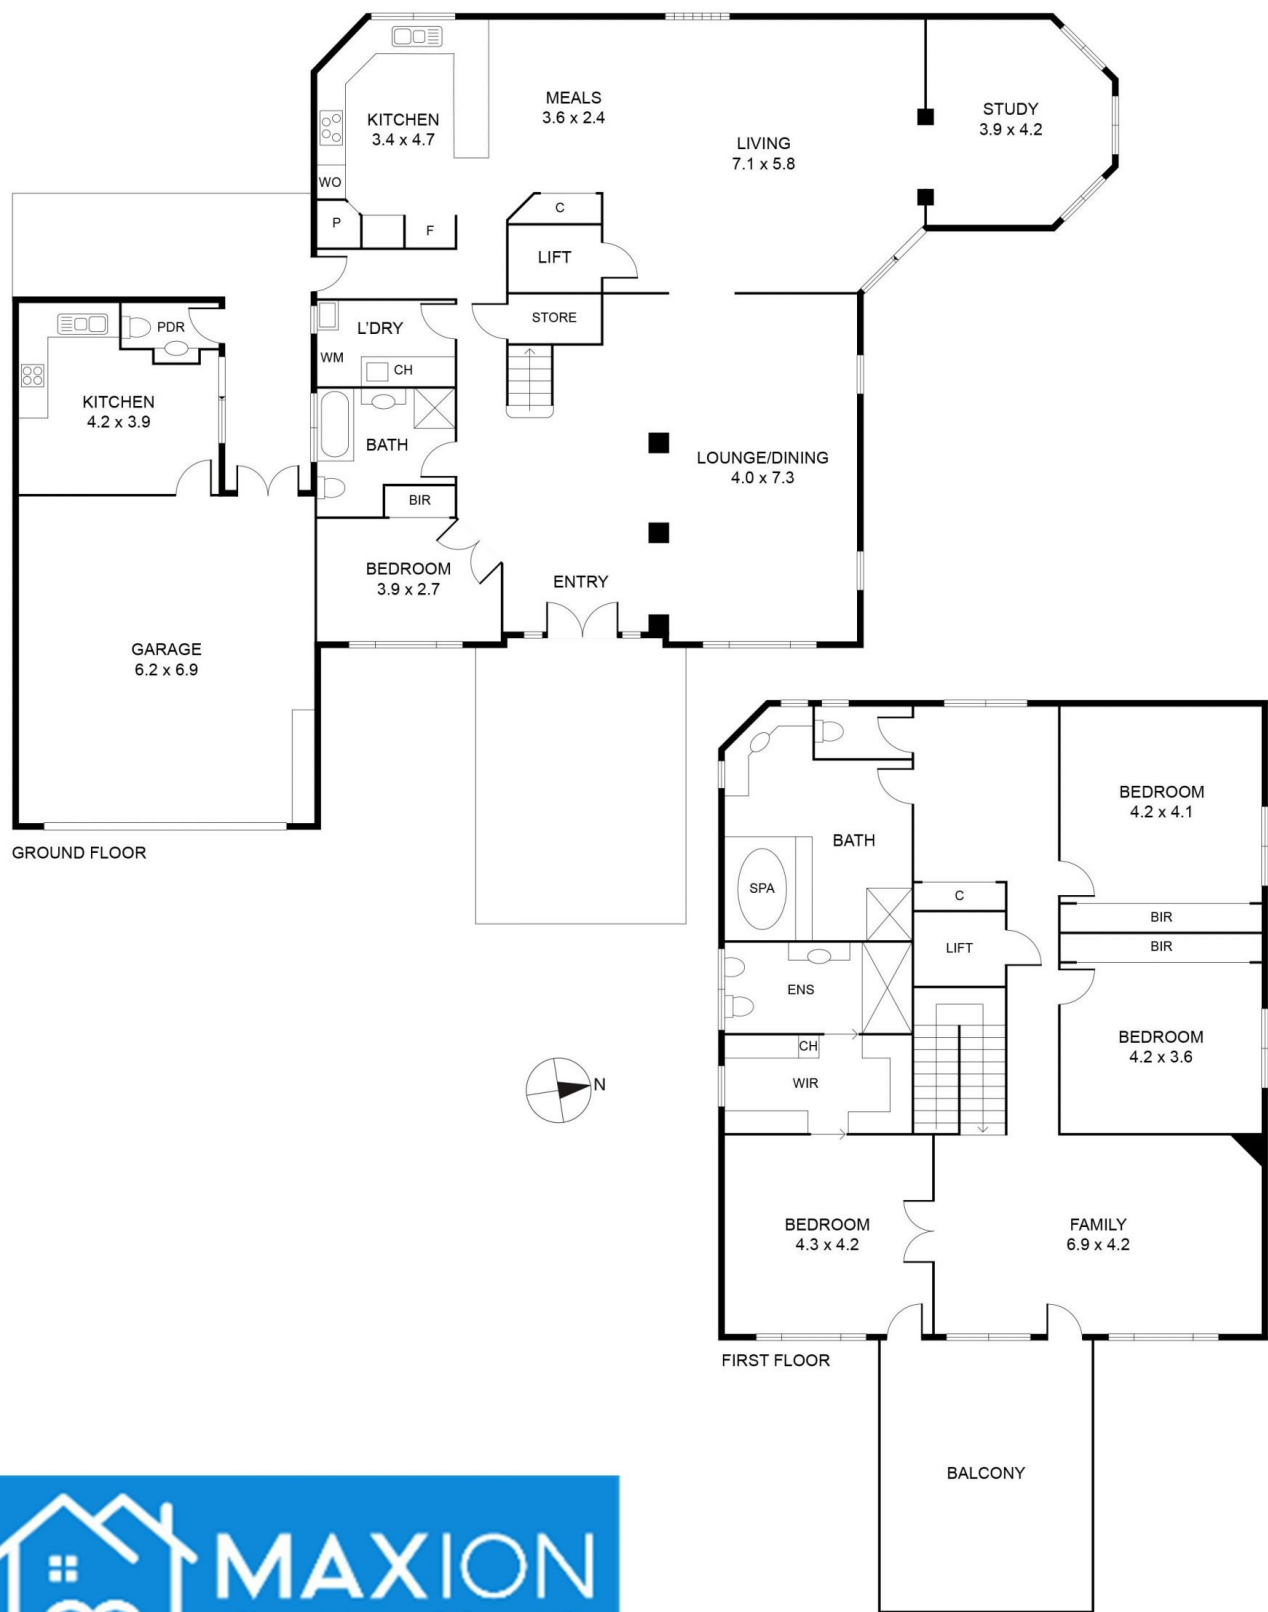 KITCHEN
3.4 x 4.7
MEALS
3.6 x 2.4
LIVING
7.1 x 5.8
STUDY
3.9 x 4.2
WO
P
F
C
LIFT
STORE
PDR
L'DRY
WM
CH
KITCHEN
4.2 x 3.9
BATH
BIR
LOUNGE/DINING
4.0 x 7.3
BEDROOM
3.9 x 2.7
ENTRY
GARAGE
6.2 x 6.9
GROUND FLOOR
BEDROOM
4.2 x 4.1
BATH
SPA
C
BIR
LIFT
BIR
ENS
BEDROOM
4.2 x 3.6
CH
WIR
N
BEDROOM
4.3 x 4.2
FAMILY
6.9 x 4.2
FIRST FLOOR
BALCONY
MAXION